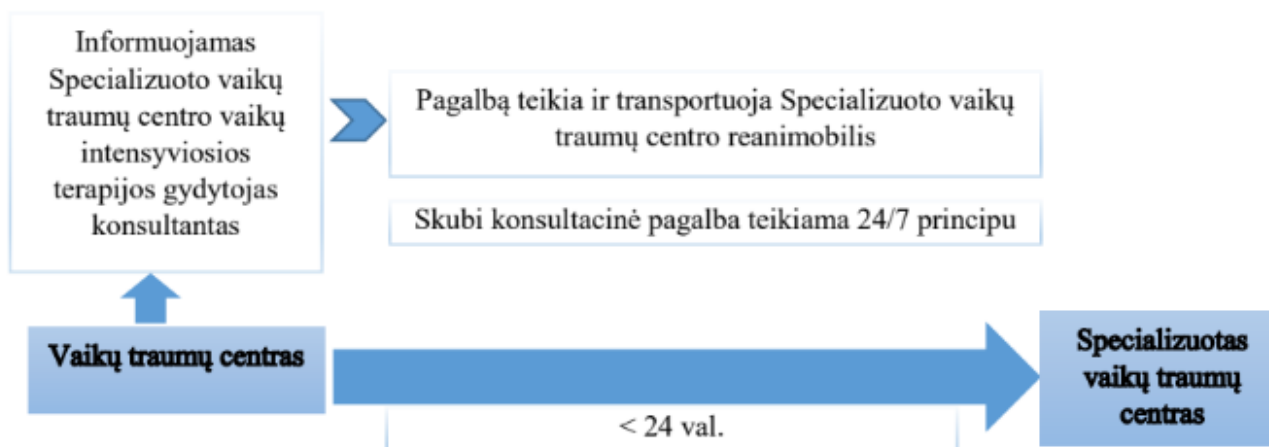 Informuojamas
Specializuoto vaikų
traumų centro vaikų
intensyviosios
terapijos gydytojas
konsultantas
Pagalbą teikia ir transportuoja Specializuoto vaikų
traumų centro reanimobilis
Skubi konsultacinė pagalba teikiama 24/7 principu
Vaikų traumų centras
< 24 val.
Specializuotas
vaikų traumų
centras